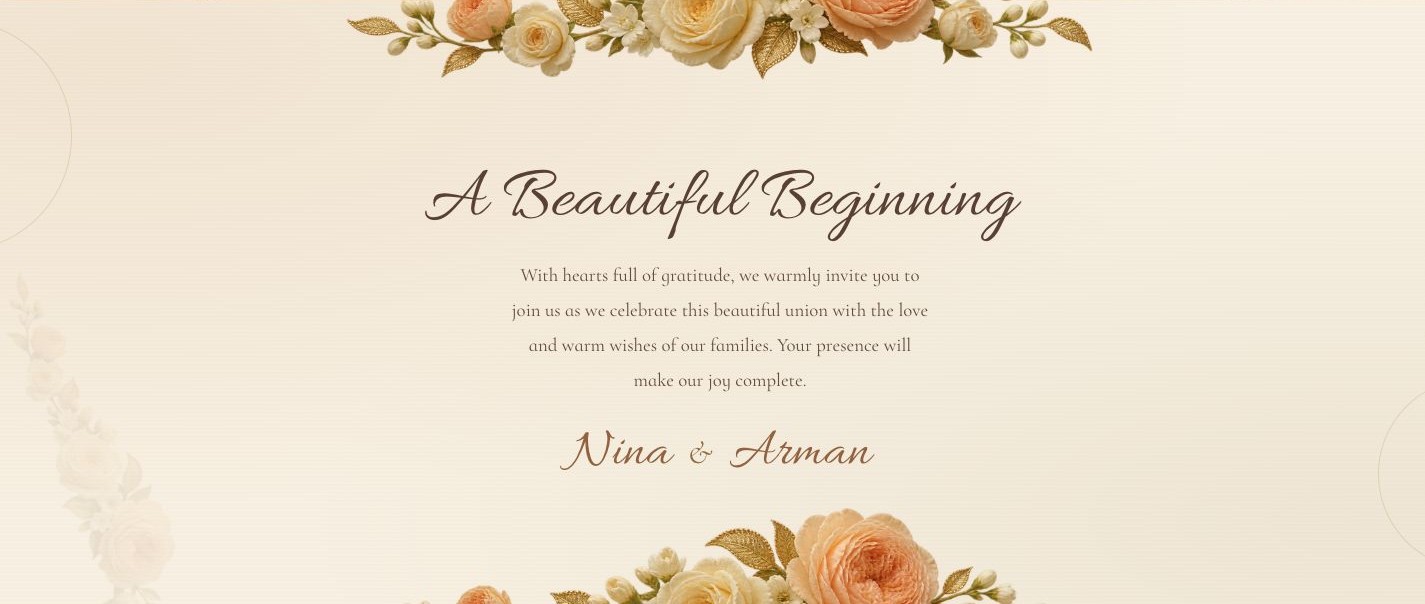 A Beautiful Beginning
With hearts full of gratitude, we warmly invite you to
join us as we celebrate this beautiful union with the love
and warm wishes of our families. Your presence will
make our joy complete.
Nina & Arman